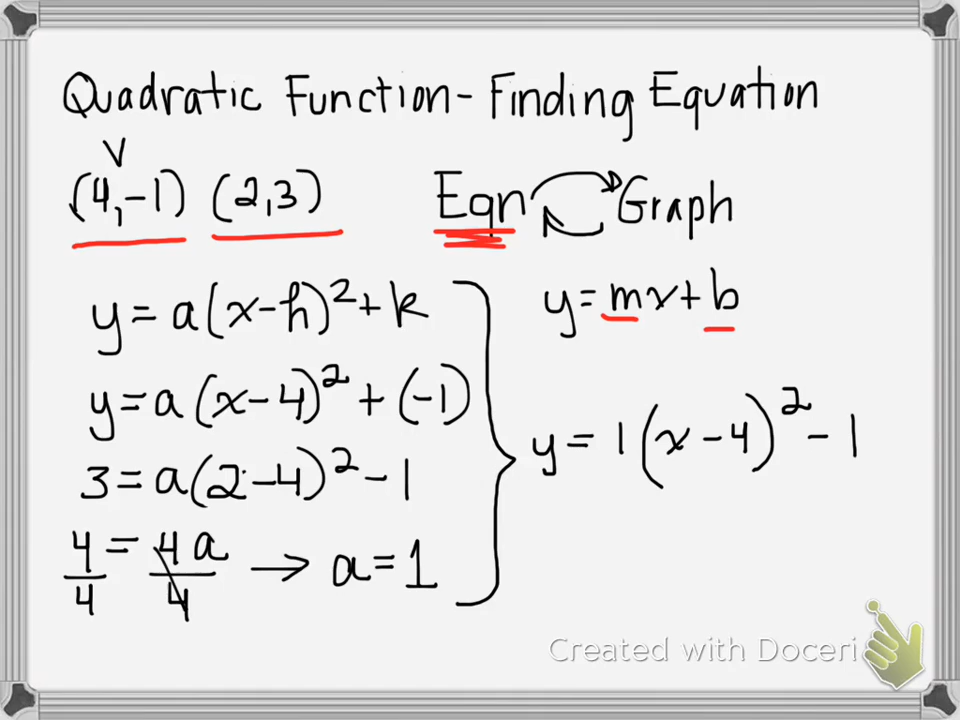 Quadratic Function - Finding Equation
V
(4,-1) (2,3)
Eqn Graph
y = a(x-h)² + k
y = a(x-4)² + (-1)
3 = a(2-4)² - 1
4/4 = 4a/4 → a = 1
y = mx + b
y = 1(x-4)² - 1
Created with Doceri